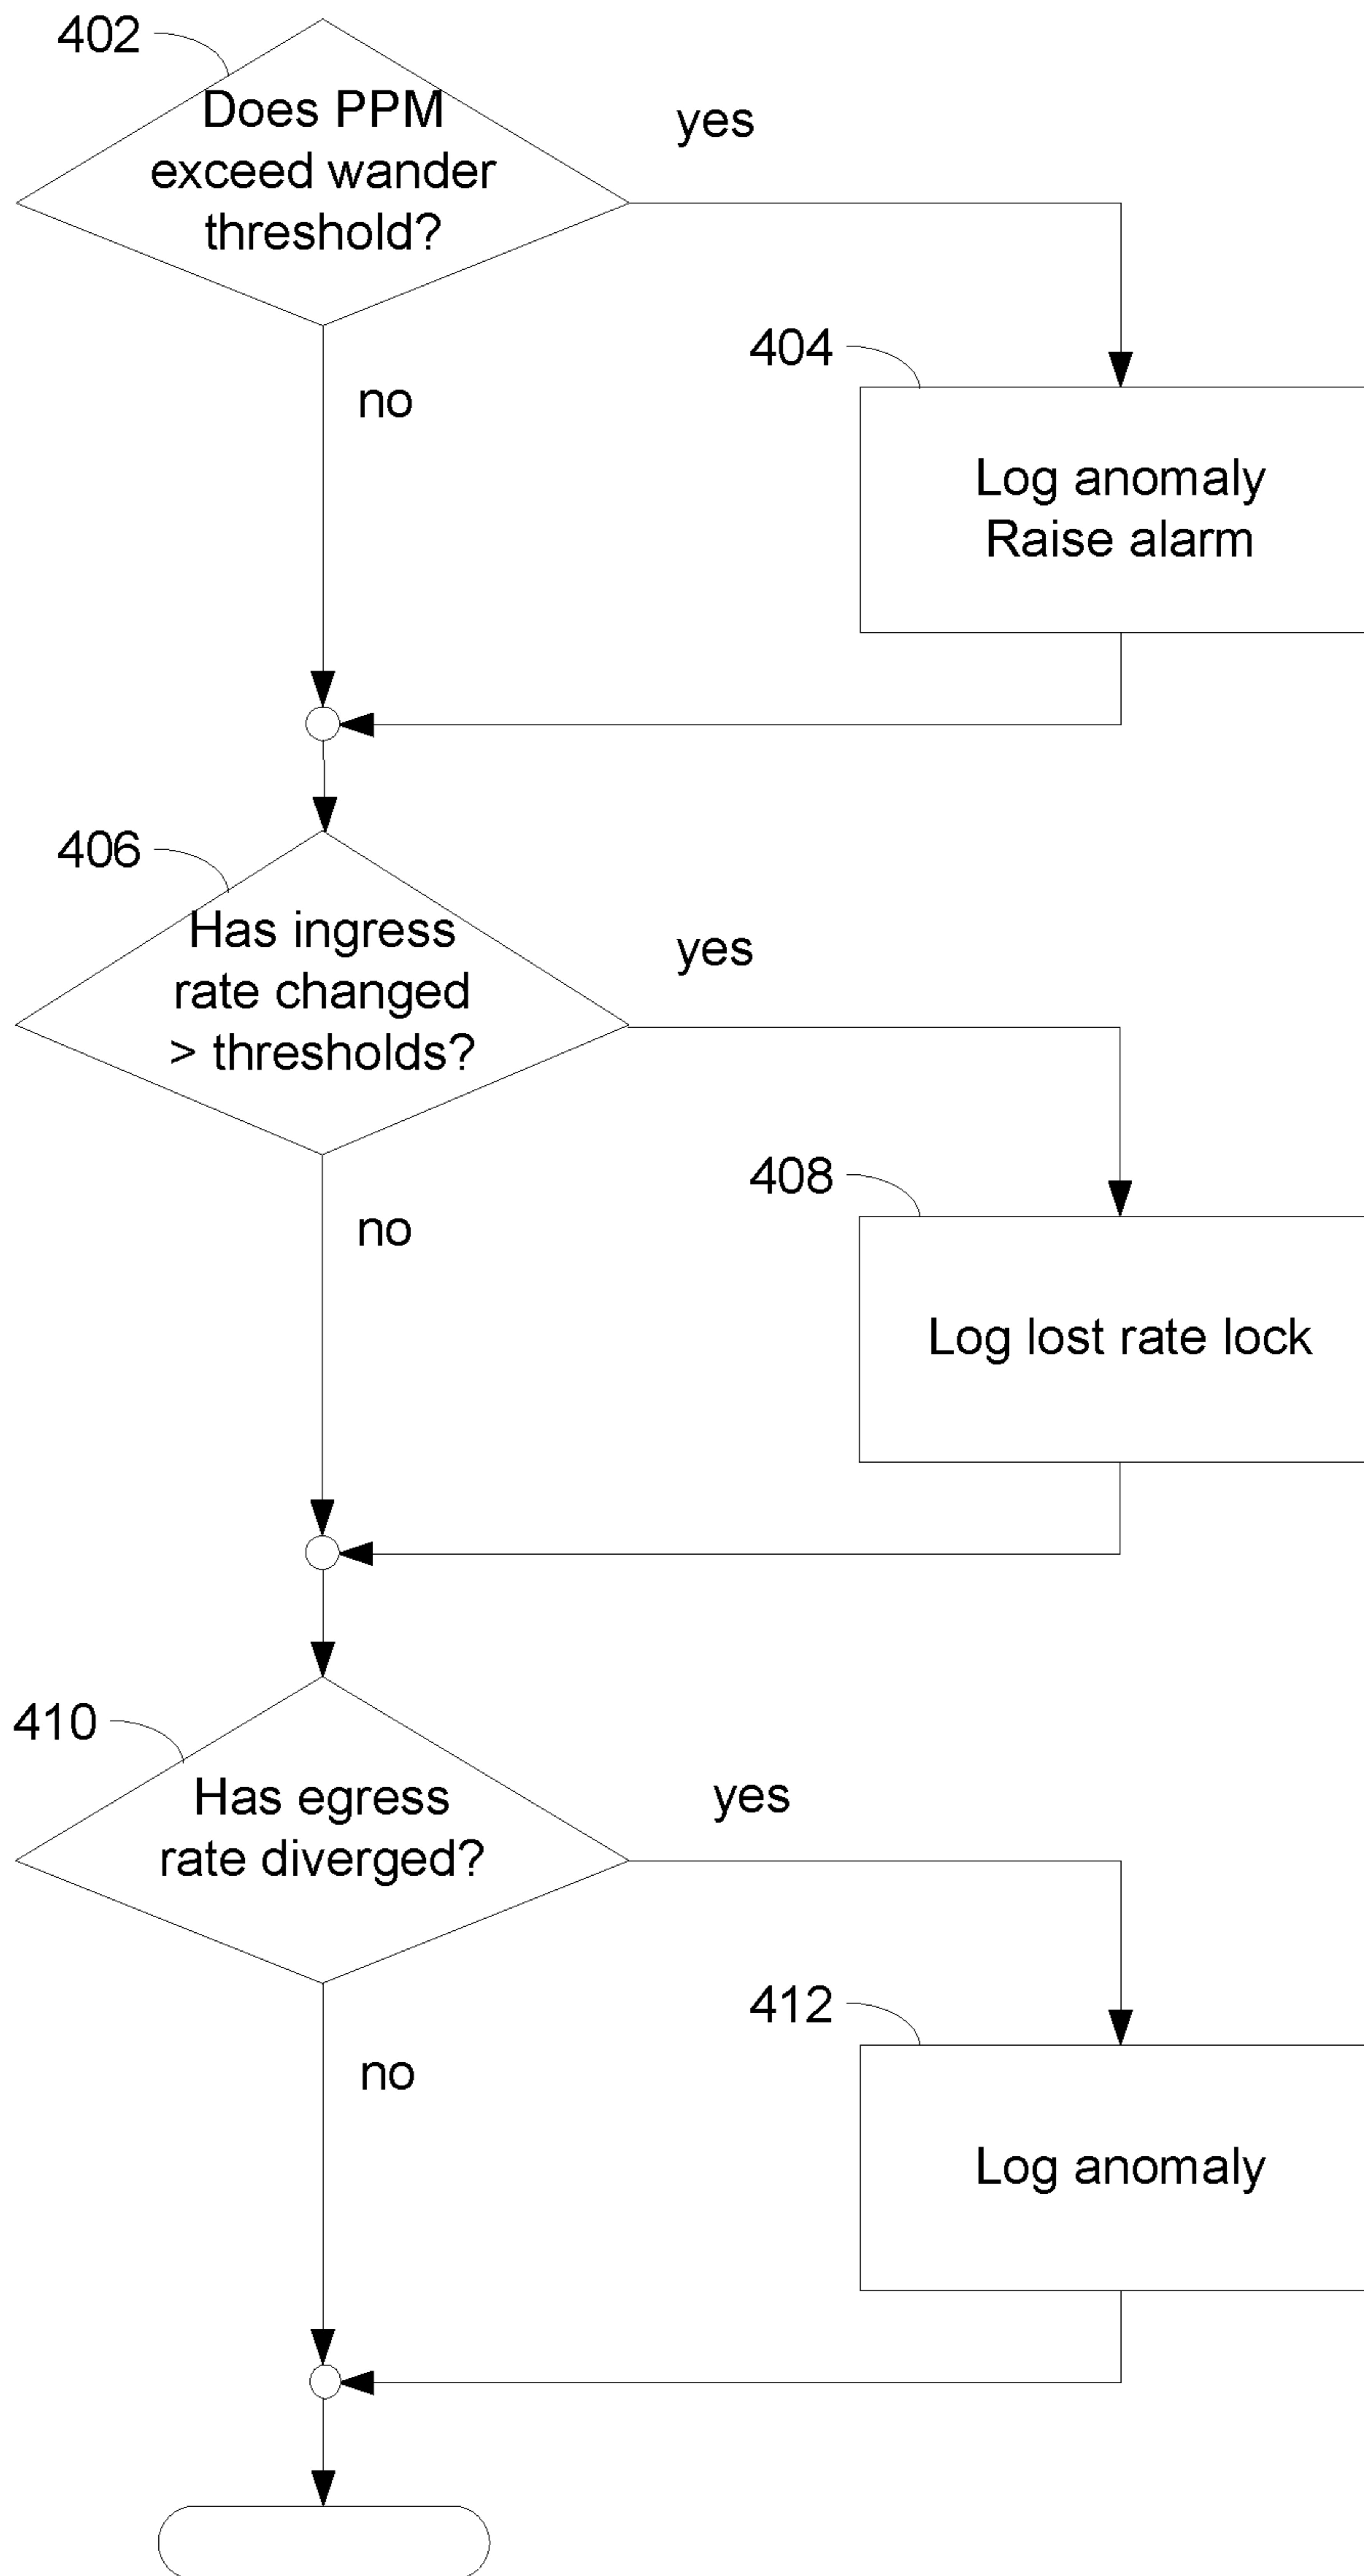 402
Does PPM
exceed wander
threshold?
yes
no
404
Log anomaly
Raise alarm
406
Has ingress
rate changed
> thresholds?
yes
no
408
Log lost rate lock
410
Has egress
rate diverged?
yes
no
412
Log anomaly